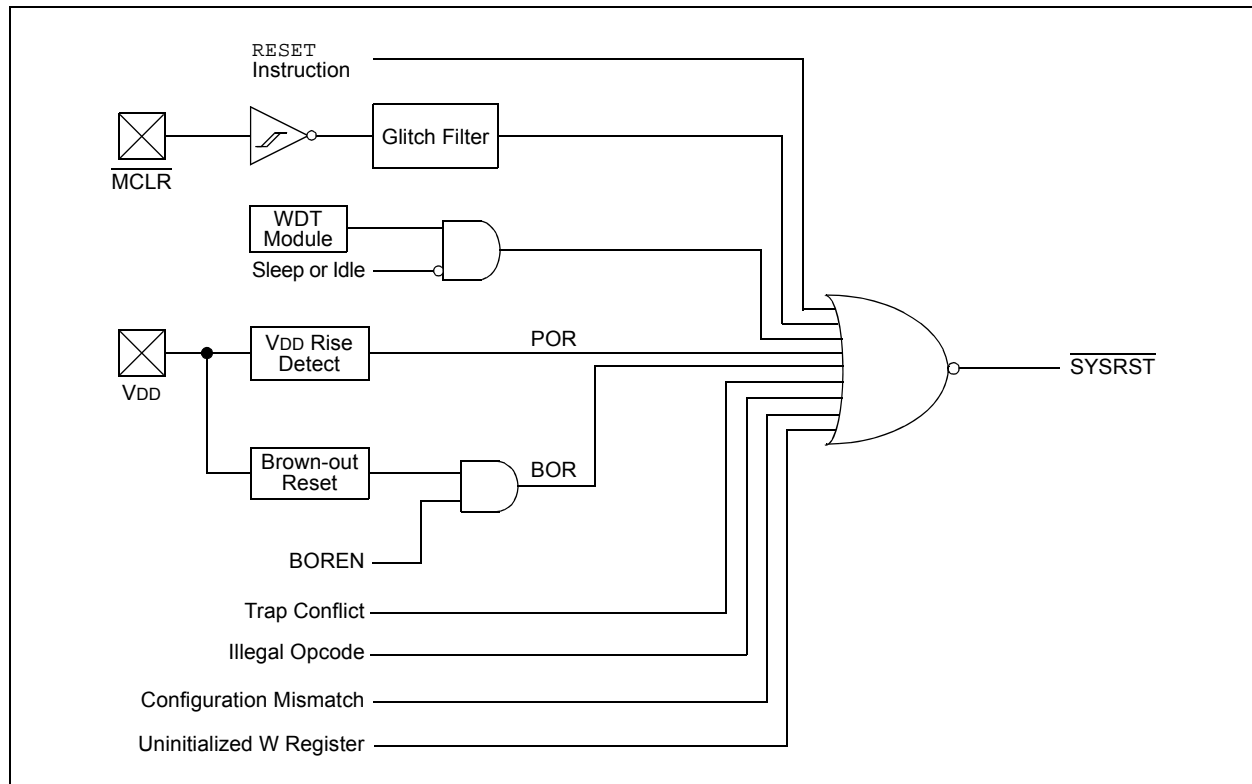 RESET
Instruction
Glitch Filter
MCLR
WDT
Module
Sleep or Idle
VDD Rise
Detect
POR
VDD
SYSRST
Brown-out
Reset
BOR
BOREN
Trap Conflict
Illegal Opcode
Configuration Mismatch
Uninitialized W Register